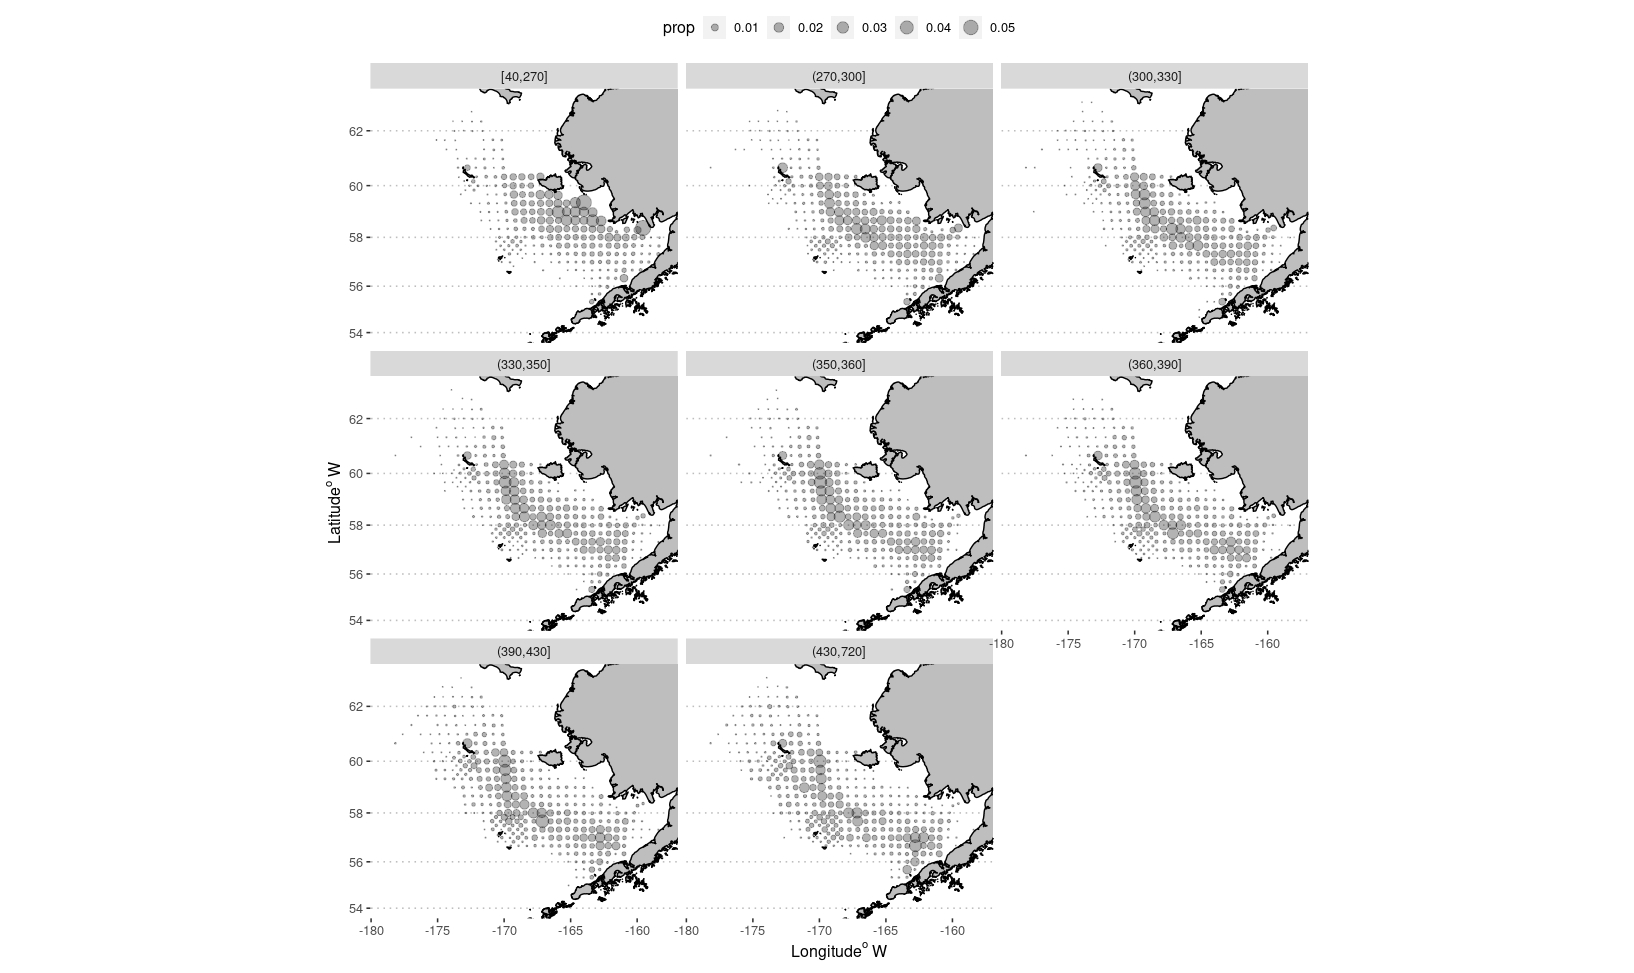 prop 0.01 0.02 0.03 0.04 0.05
[40,270] (270,300] (300,330]
62
60
58
56
54
(330,350] (350,360] (360,390]
62
60
58
56
54
-180 -175 -170 -165 -160
(390,430] (430,720]
62
60
58
56
54
-180 -175 -170 -165 -160 -180 -175 -170 -165 -160
Latitude° W
Longitude° W